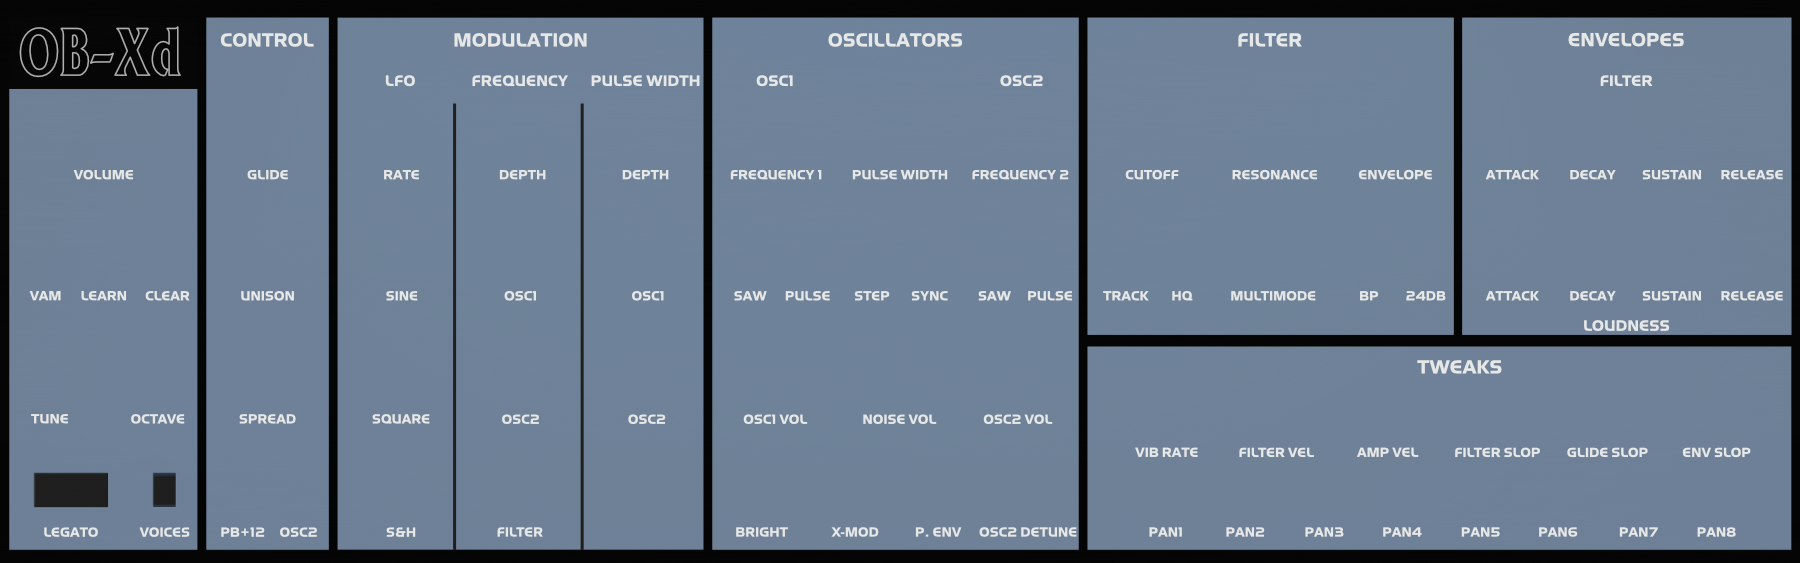 OB-Xd
VOLUME
VAM LEARN CLEAR
TUNE OCTAVE
LEGATO VOICES
CONTROL
GLIDE
UNISON
SPREAD
PB+12 OSC2
MODULATION
LFO FREQUENCY PULSE WIDTH
RATE DEPTH DEPTH
SINE OSC1 OSC1
SQUARE OSC2 OSC2
S&H FILTER
OSCILLATORS
OSC1 OSC2
FREQUENCY 1 PULSE WIDTH FREQUENCY 2
SAW PULSE STEP SYNC SAW PULSE
OSC1 VOL NOISE VOL OSC2 VOL
BRIGHT X-MOD P. ENV OSC2 DETUNE
FILTER
CUTOFF RESONANCE ENVELOPE
TRACK HQ MULTIMODE BP 24DB
ENVELOPES
FILTER
ATTACK DECAY SUSTAIN RELEASE
ATTACK DECAY SUSTAIN RELEASE
LOUDNESS
TWEAKS
VIB RATE FILTER VEL AMP VEL FILTER SLOP GLIDE SLOP ENV SLOP
PAN1 PAN2 PAN3 PAN4 PAN5 PAN6 PAN7 PAN8